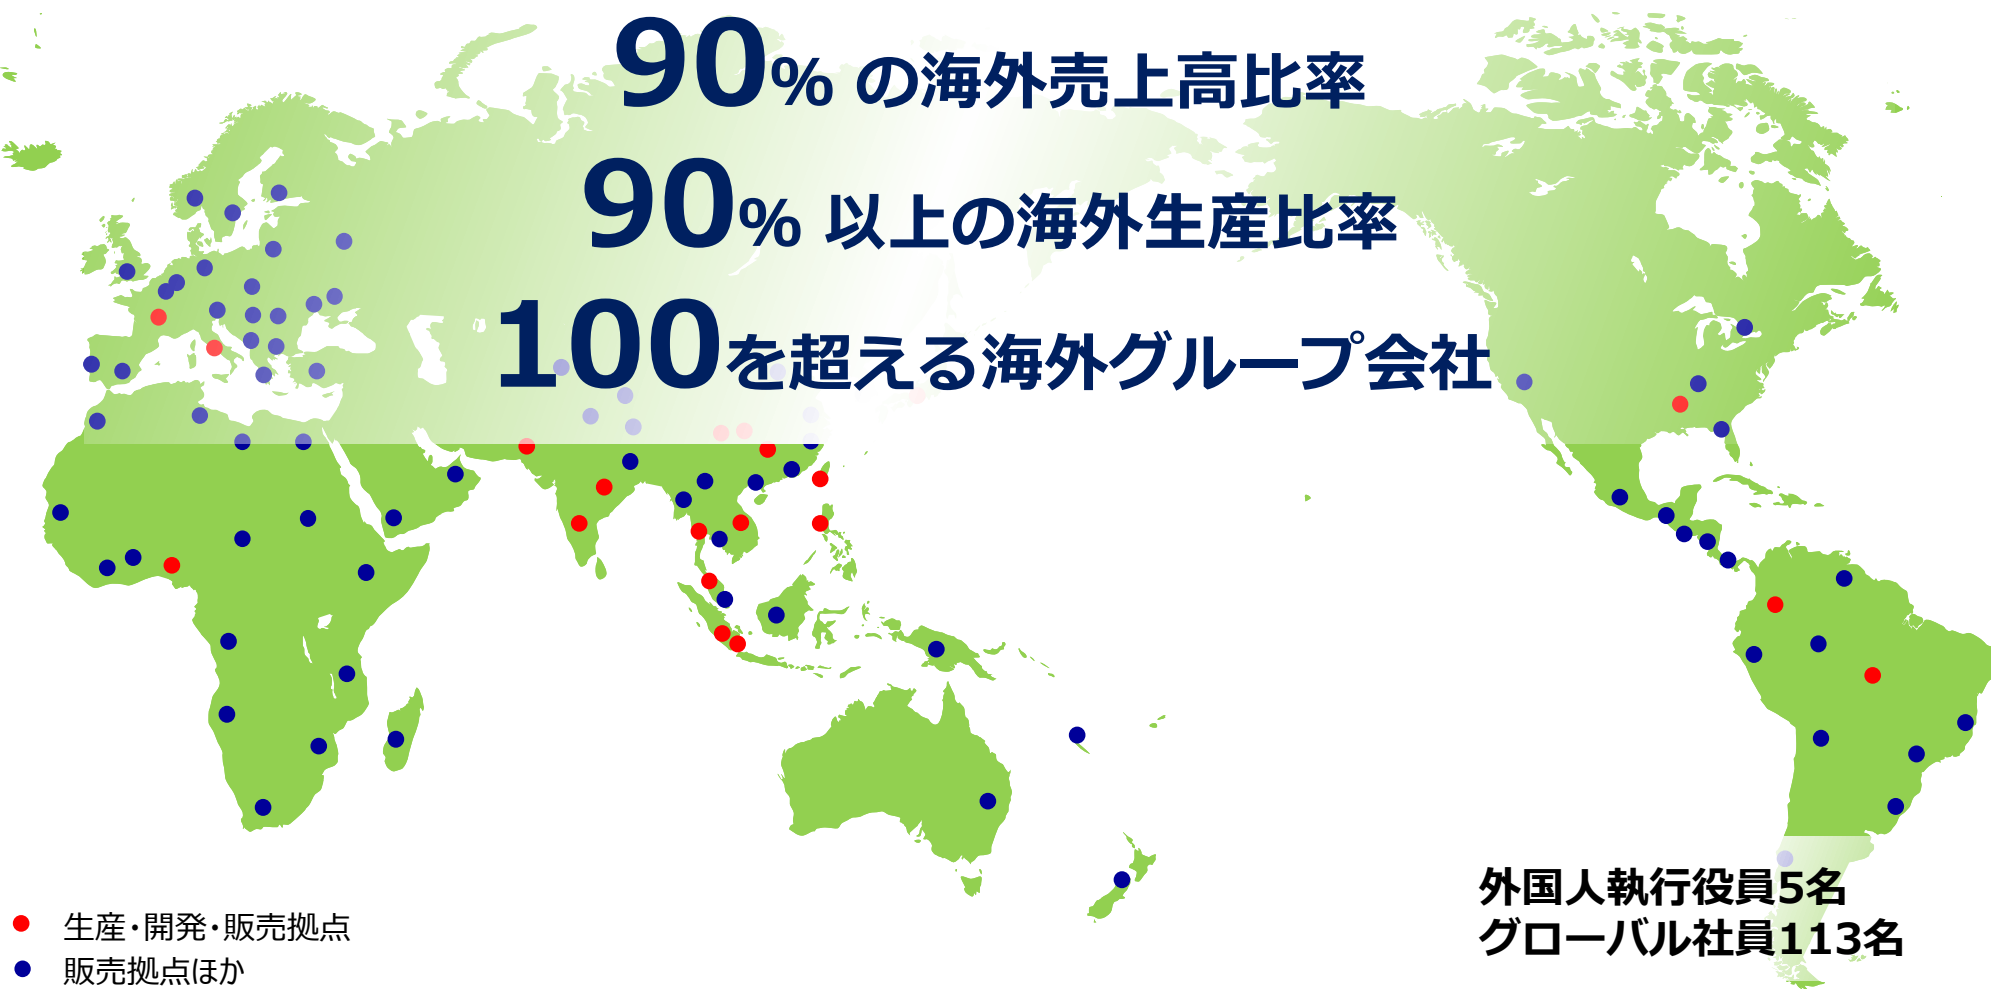 90% の海外売上高比率
90% 以上の海外生産比率
100を超える海外グループ会社
外国人執行役員5名
グローバル社員113名
生産・開発・販売拠点
販売拠点ほか